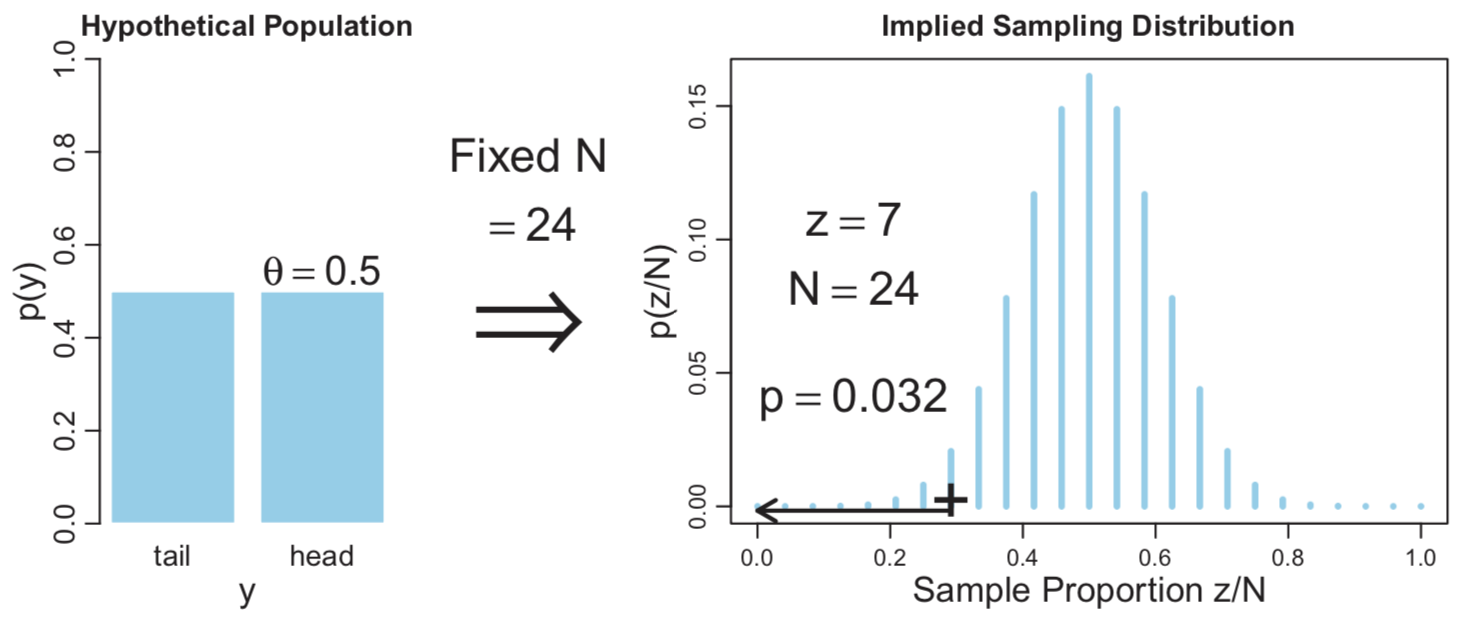 Hypothetical Population
p(y)
1.0
0.8
0.6
0.4
0.2
0.0
θ = 0.5
tail head
y
Fixed N
= 24
⇒
Implied Sampling Distribution
p(z/N)
0.15
0.10
0.05
0.00
z = 7
N = 24
p = 0.032
0.0 0.2 0.4 0.6 0.8 1.0
Sample Proportion z/N